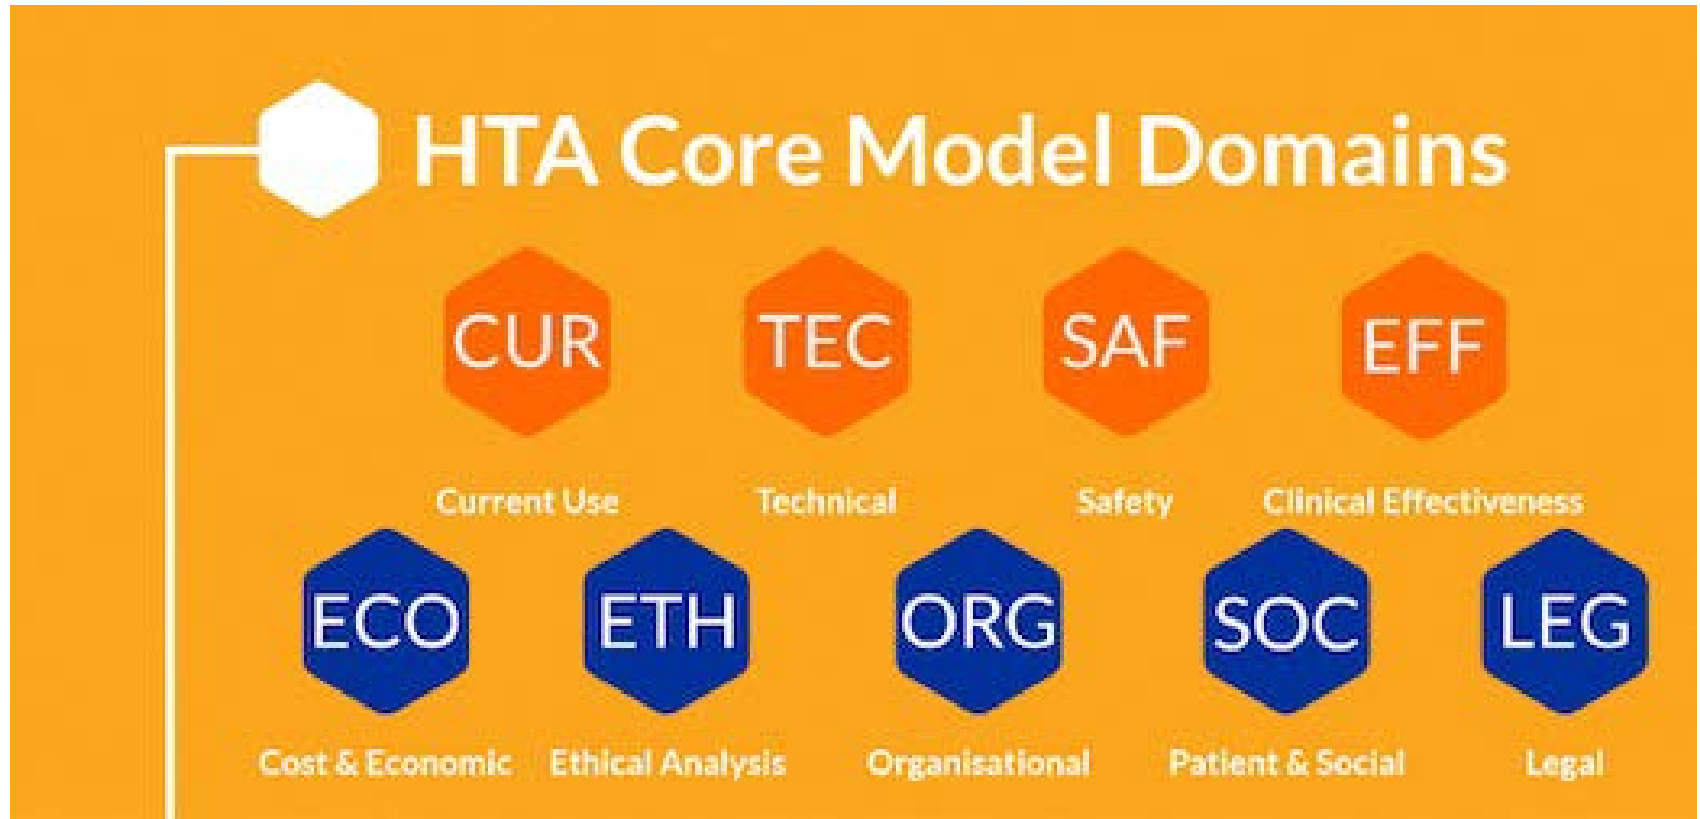 HTA Core Model Domains
CUR TEC SAF EFF
Current Use Technical Safety Clinical Effectiveness
ECO ETH ORG SOC LEG
Cost & Economic Ethical Analysis Organisational Patient & Social Legal